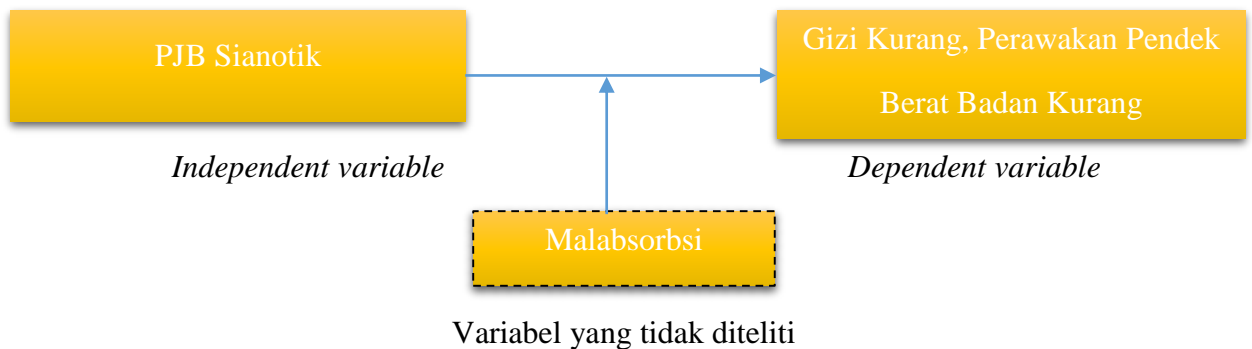 PJB Sianotik
Gizi Kurang, Perawakan Pendek
Berat Badan Kurang
Independent variable
Dependent variable
Malabsorbsi
Variabel yang tidak diteliti